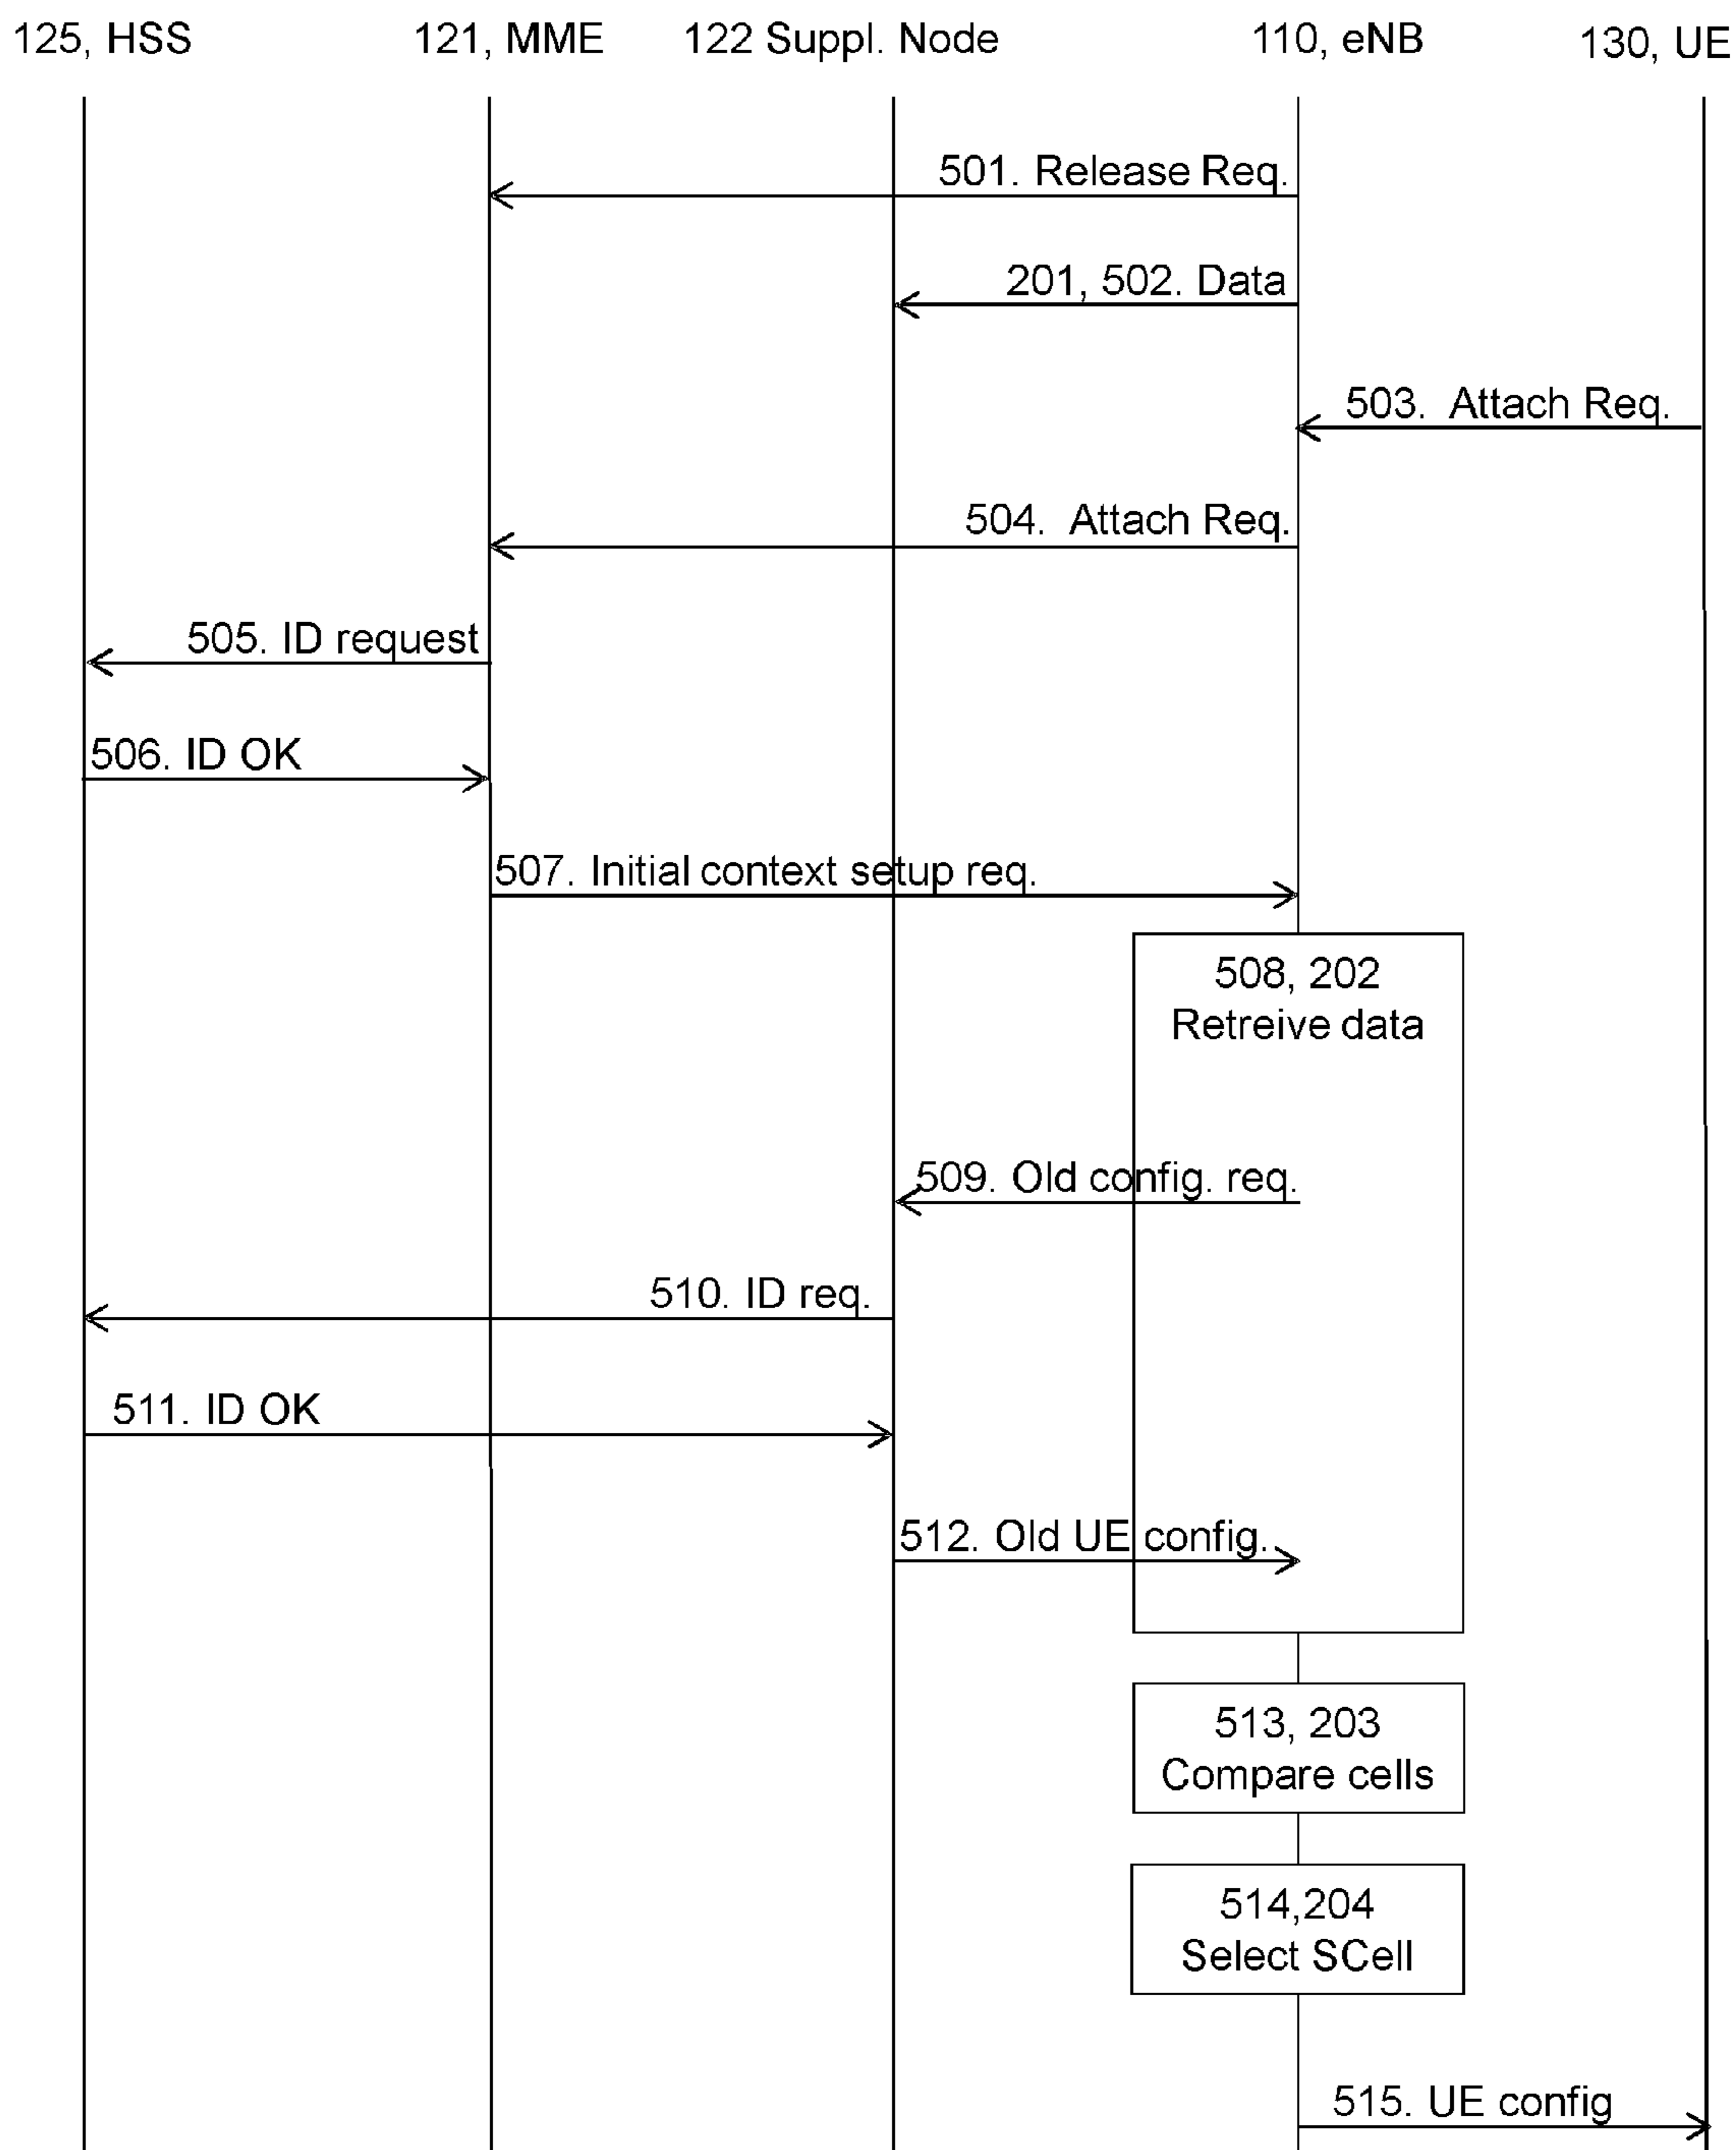 125, HSS
121, MME
122 Suppl. Node
110, eNB
130, UE
501. Release Req.
201, 502. Data
503. Attach Req.
504. Attach Req.
505. ID request
506. ID OK
507. Initial context setup req.
508, 202
Retreive data
509. Old config. req.
510. ID req.
511. ID OK
512. Old UE config.
513, 203
Compare cells
514,204
Select SCell
515. UE config